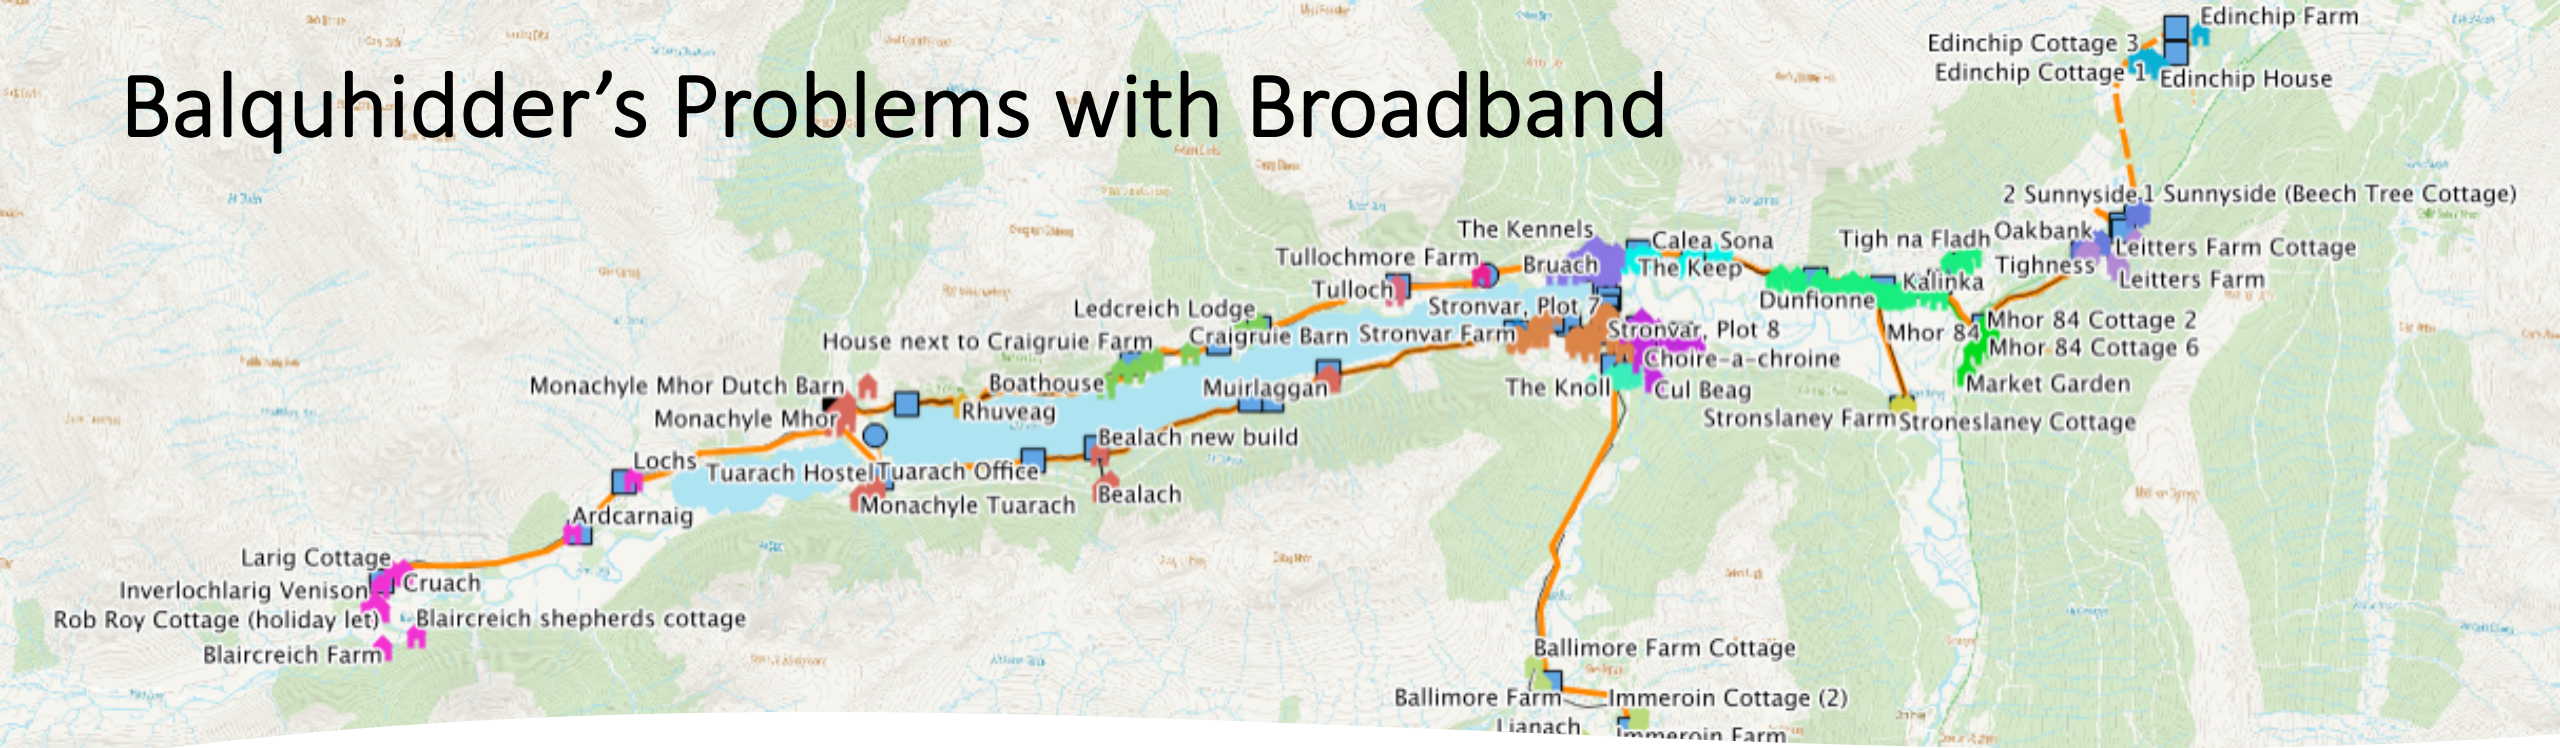 Balquhidder’s Problems with Broadband
Edinchip Farm
Edinchip Cottage 3
Edinchip Cottage 1
Edinchip House
2 Sunnyside
1 Sunnyside (Beech Tree Cottage)
The Kennels
Calea Sona
Tigh na Fladh
Oakbank
Leitters Farm Cottage
Tullochmore Farm
Bruach
The Keep
Tighness
Leitters Farm
Tulloch
Kalinka
Dunfionne
Ledcreich Lodge
Stronvar, Plot 7
Mhor 84 Cottage 2
House next to Craigruie Farm
Craigruie Barn
Stronvar Farm
Stronvar, Plot 8
Mhor 84
Mhor 84 Cottage 6
Choire-a-chroine
Monachyle Mhor Dutch Barn
Boathouse
Muirlaggan
The Knoll
Cul Beag
Market Garden
Monachyle Mhor
Rhuveag
Stronslaney Farm
Stroneslaney Cottage
Bealach new build
Lochs
Tuarach Hostel
Tuarach Office
Bealach
Monachyle Tuarach
Ardcarnaig
Larig Cottage
Cruach
Inverlochlarig Venison
Rob Roy Cottage (holiday let)
Blaircreich shepherds cottage
Blaircreich Farm
Ballimore Farm Cottage
Ballimore Farm
Immeroin Cottage (2)
Lianach
Immeroin Farm